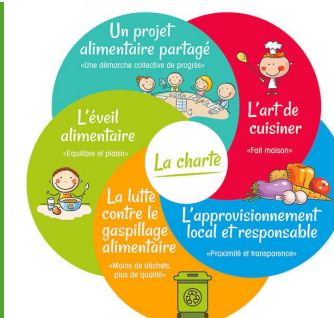 Un projet
alimentaire partagé
«Une démarche collective de progrès»
L'art de
cuisiner
«Fait maison»
L'éveil
alimentaire
«Equilibre et plaisir»
La charte
La lutte
contre le
gaspillage
alimentaire
«Moins de déchets,
plus de qualité»
L'approvisionnement
local et responsable
«Proximité et transparence»